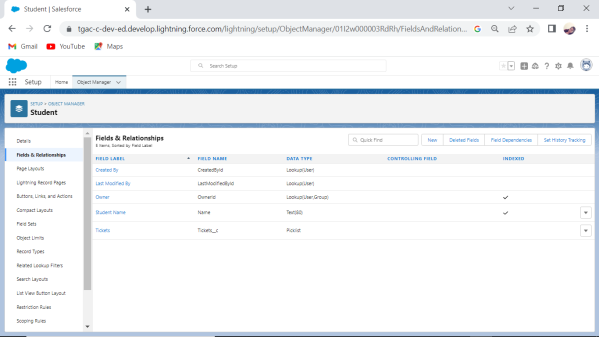 Student | Salesforce
tgac-c-dev-ed.develop.lightning.force.com/lightning/setup/ObjectManager/01I2w000003RdRh/FieldsAndRelation...
Gmail YouTube Maps
Search Setup
Setup Home Object Manager
SETUP > OBJECT MANAGER
Student
Details
Fields & Relationships
Page Layouts
Lightning Record Pages
Buttons, Links, and Actions
Compact Layouts
Field Sets
Object Limits
Record Types
Related Lookup Filters
Search Layouts
List View Button Layout
Restriction Rules
Scoping Rules
Fields & Relationships
5 Items, Sorted by Field Label
Quick Find
New
Deleted Fields
Field Dependencies
Set History Tracking
FIELD LABEL FIELD NAME DATA TYPE CONTROLLING FIELD INDEXED
Created By CreatedById Lookup(User)
Last Modified By LastModifiedById Lookup(User)
Owner OwnerId Lookup(User,Group)
Student Name Name Text(80)
Tickets Tickets__c Picklist